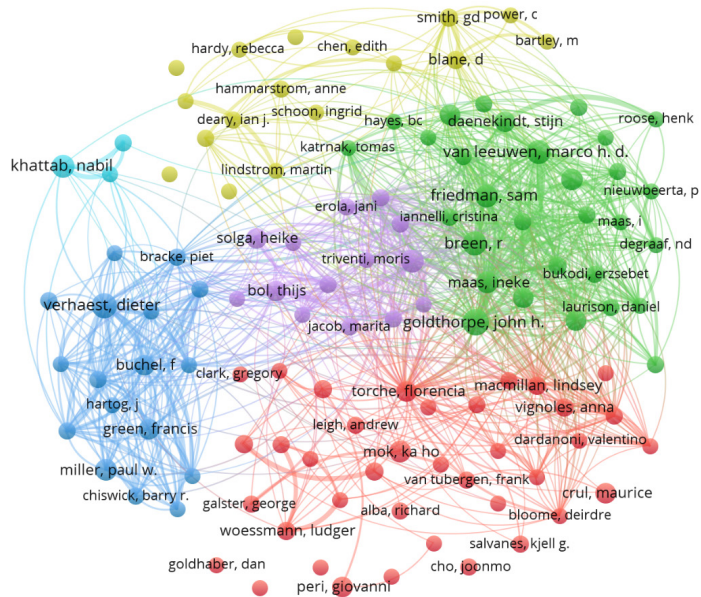 smith, gd
power, c
hardy, rebecca
chen, edith
bartley, m
blane, d
hammarstrom, anne
deary, ian j.
schoon, ingrid
hayes, bc
daenekindt, stijn
roose, henk
khattab, nabil
katrnak, tomas
van leeuwen, marco h. d.
lindstrom, martin
friedman, sam
nieuwbeerta, p
erola, jani
iannelli, cristina
maas, i
solga, heike
breen, r
degraaf, nd
bracke, piet
triventi, moris
bukodi, erzsebet
maas, ineke
bol, thijs
verhaest, dieter
laurison, daniel
jacob, marita
goldthorpe, john h.
buchel, f
clark, gregory
torche, florencia
macmillan, lindsey
hartog, j
vignoles, anna
green, francis
leigh, andrew
dardanoni, valentino
mok, ka ho
miller, paul w.
van tubergen, frank
chiswick, barry r.
galster, george
alba, richard
crul, maurice
bloome, deirdre
woessmann, ludger
salvanes, kjell g.
goldhaber, dan
cho, joonmo
peri, giovanni